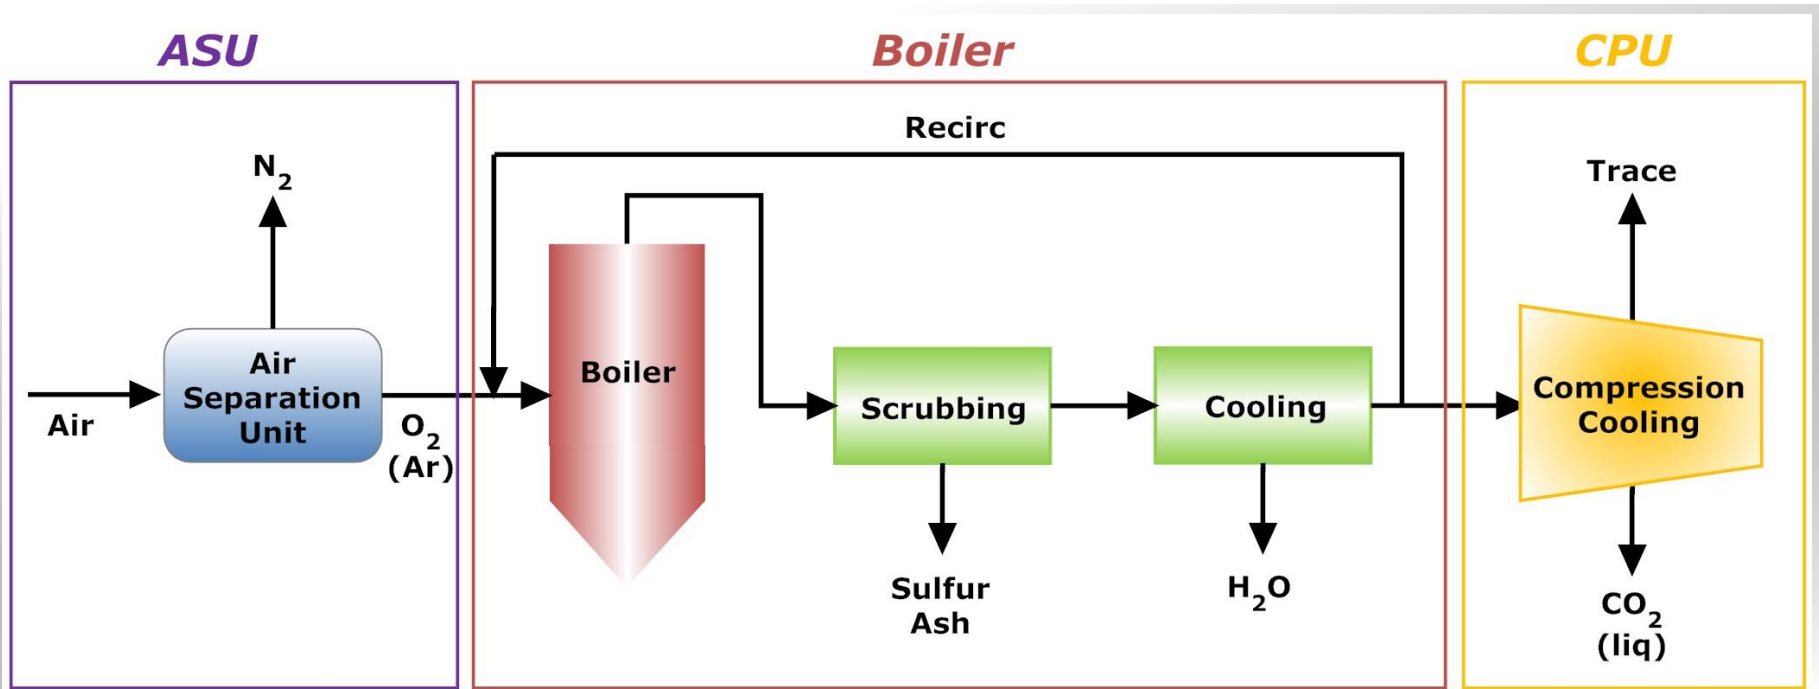 ASU
Boiler
CPU
Recirc
N2
Trace
Air
Separation
Unit
Air
O2
(Ar)
Boiler
Scrubbing
Cooling
Compression
Cooling
Sulfur
Ash
H2O
CO2
(liq)